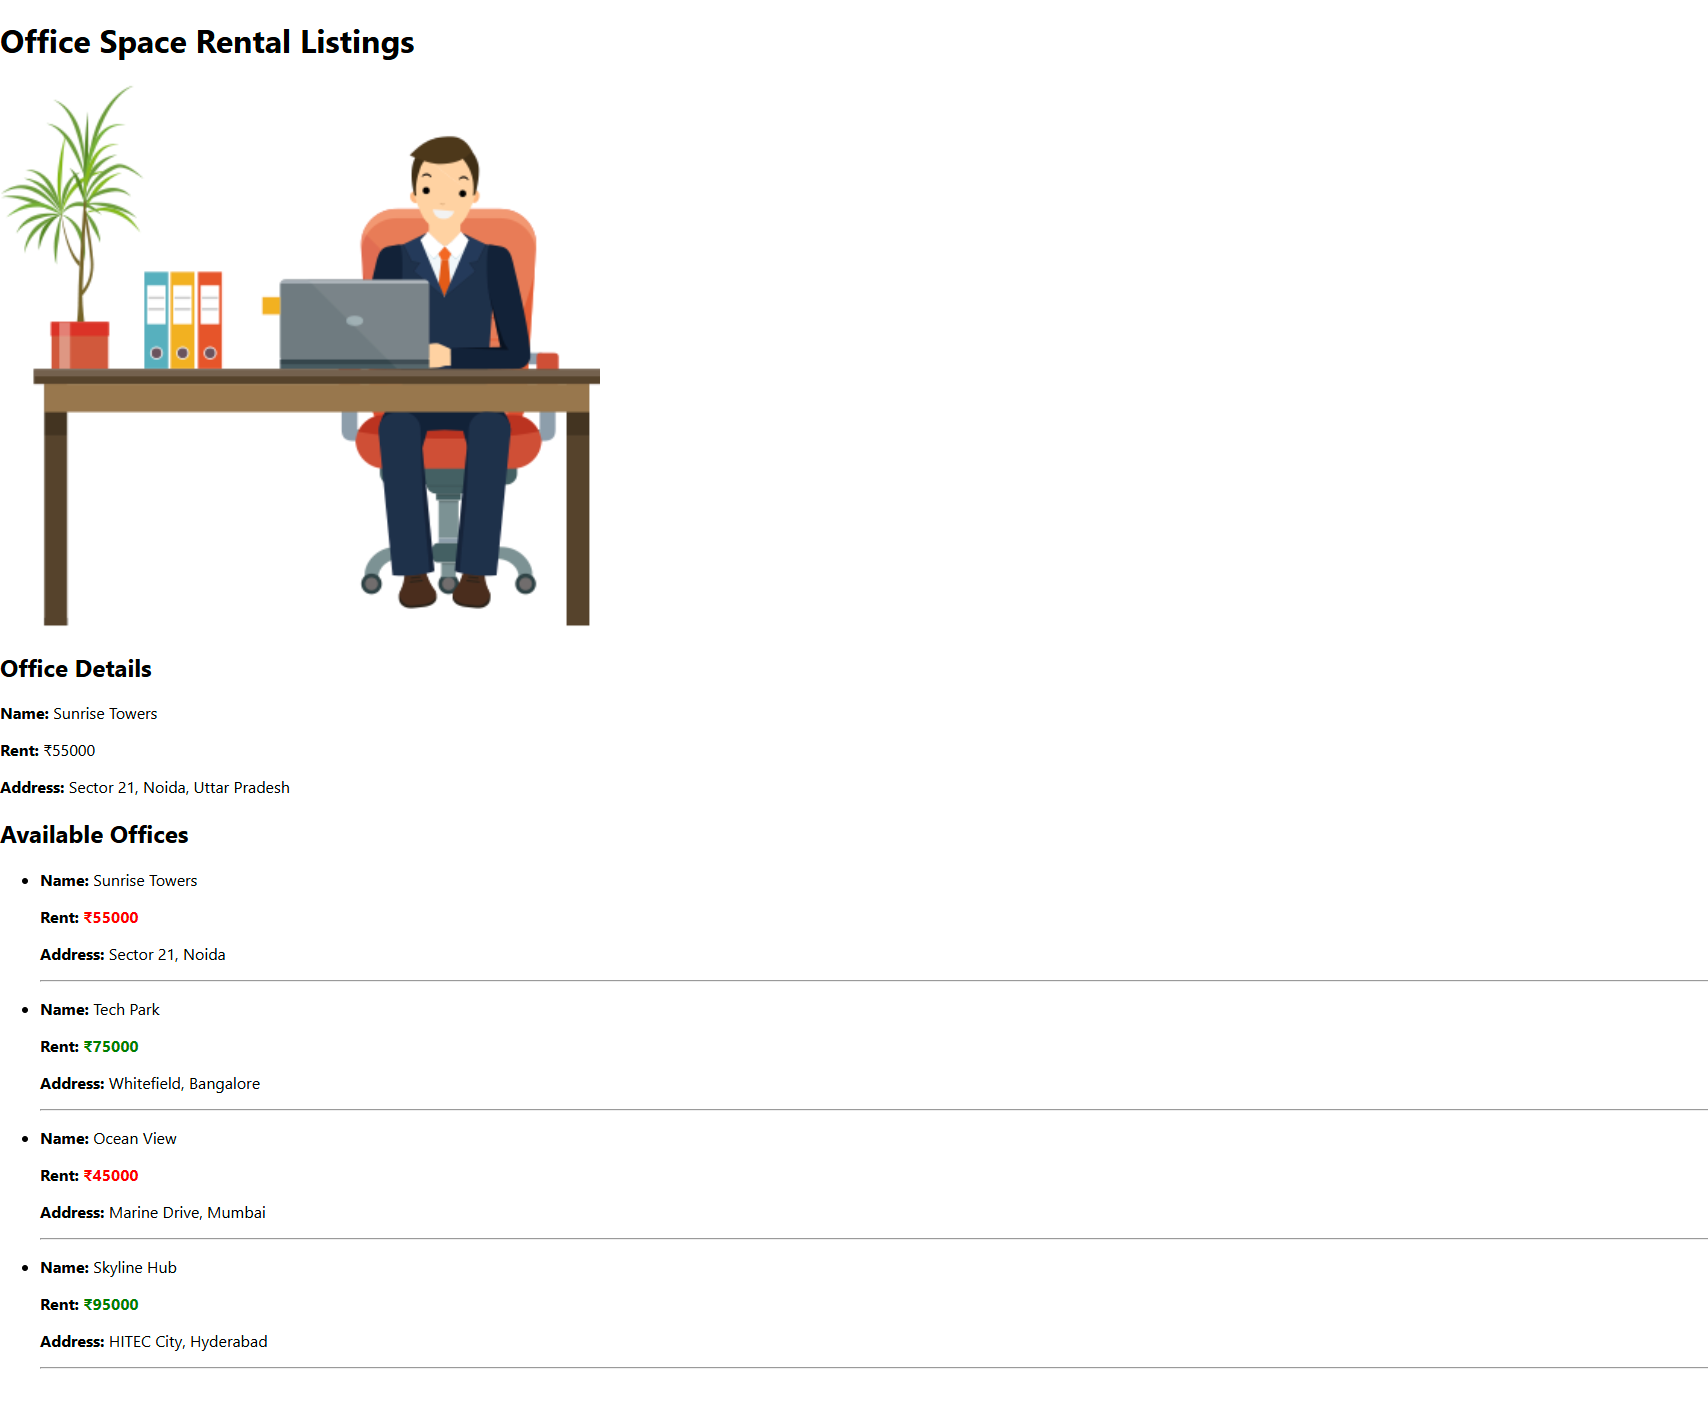 Office Space Rental Listings
Office Details
Name: Sunrise Towers
Rent: ₹55000
Address: Sector 21, Noida, Uttar Pradesh
Available Offices
Name: Sunrise Towers
Rent: ₹55000
Address: Sector 21, Noida
Name: Tech Park
Rent: ₹75000
Address: Whitefield, Bangalore
Name: Ocean View
Rent: ₹45000
Address: Marine Drive, Mumbai
Name: Skyline Hub
Rent: ₹95000
Address: HITEC City, Hyderabad